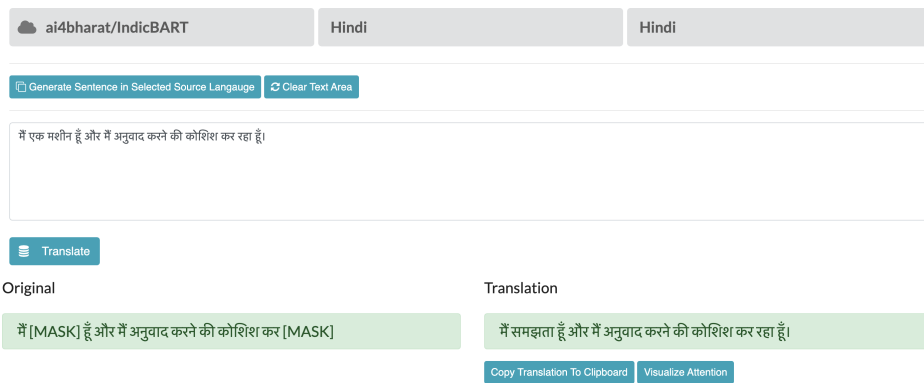 ai4bharat/IndicBART Hindi Hindi
Generate Sentence in Selected Source Langauge Clear Text Area
मैं एक मशीन हूँ और मैं अनुवाद करने की कोशिश कर रहा हूँ।
Translate
Original Translation
मैं [MASK] हूँ और मैं अनुवाद करने की कोशिश कर [MASK] मैं समझता हूँ और मैं अनुवाद करने की कोशिश कर रहा हूँ।
Copy Translation To Clipboard Visualize Attention